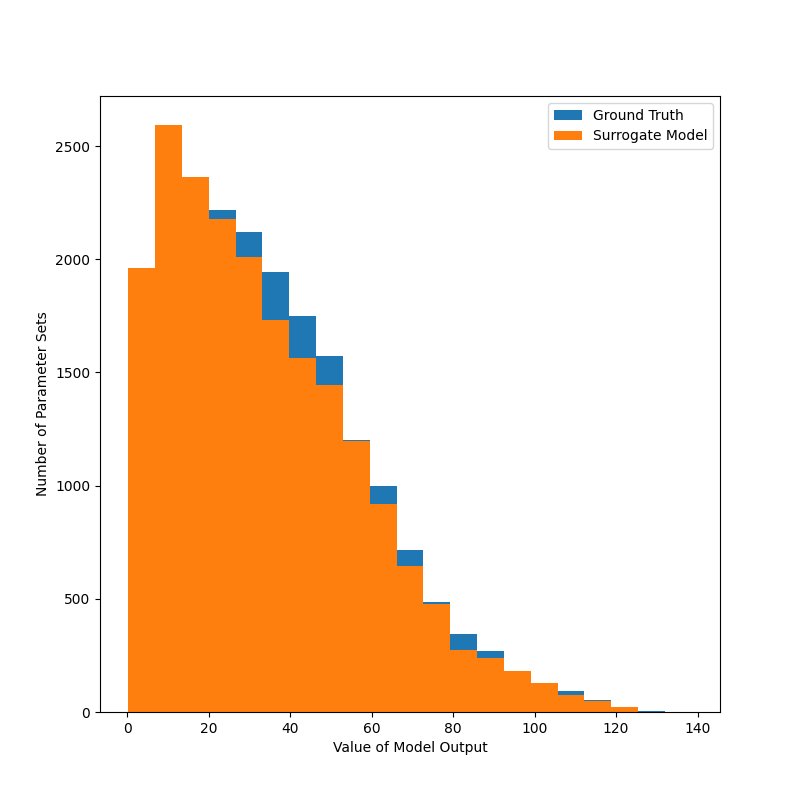 Ground Truth
Surrogate Model
2500
2000
1500
1000
500
0
Number of Parameter Sets
0 20 40 60 80 100 120 140
Value of Model Output